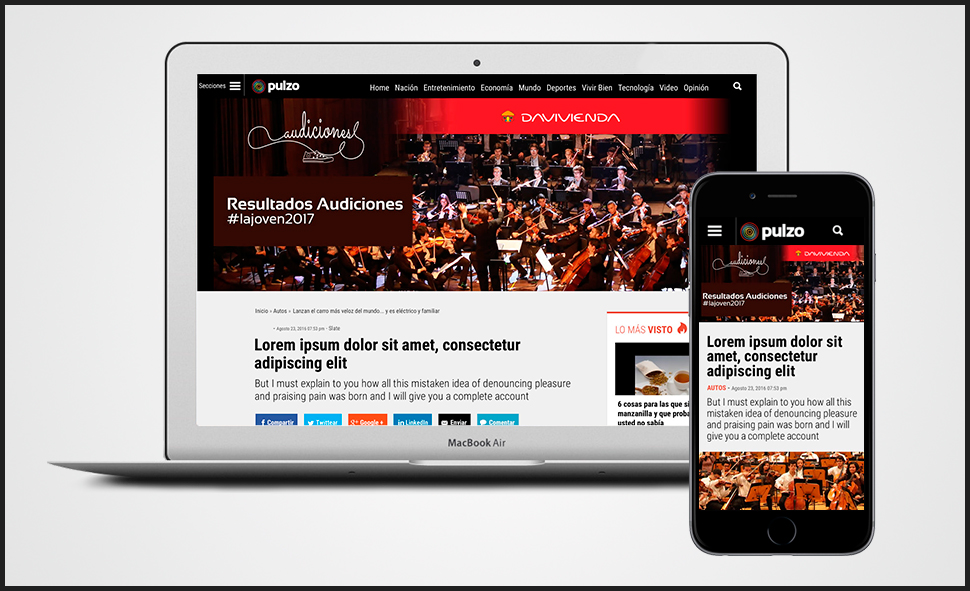 Secciones
pulzo
Home Nación Entretenimiento Economía Mundo Deportes Vivir Bien Tecnología Video Opinión
audiciones
DAVIVIENDA
Resultados Audiciones
#lajoven2017
Inicio » Autos » Lanzan el carro más veloz del mundo... y es eléctrico y familiar
• Agosto 23, 2016 07:53 pm - Slate
Lorem ipsum dolor sit amet, consectetur
adipiscing elit
But I must explain to you how all this mistaken idea of denouncing pleasure
and praising pain was born and I will give you a complete account
Compartir Twittear Google + LinkedIn Enviar Comentar
LO MÁS VISTO
6 cosas para las que si
manzanilla y que proba
usted no sabía
MacBook Air
pulzo
audiciones
DAVIVIENDA
Resultados Audiciones
#lajoven2017
Lorem ipsum dolor sit
amet, consectetur
adipiscing elit
AUTOS • Agosto 23, 2016 07:53 pm
But I must explain to you how all this
mistaken idea of denouncing pleasure
and praising pain was born and I will
give you a complete account